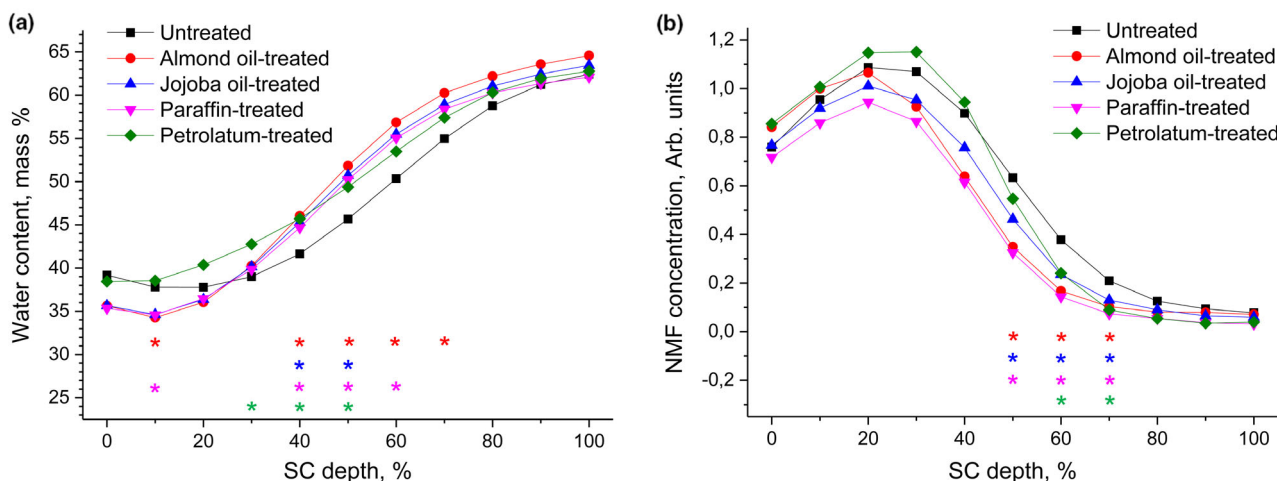 (a)
Untreated
Almond oil-treated
Jojoba oil-treated
Paraffin-treated
Petrolatum-treated
Water content, mass %
65
60
55
50
45
40
35
30
25
* * * * *
* *
* * * *
* * *
0 20 40 60 80 100
SC depth, %
(b)
Untreated
Almond oil-treated
Jojoba oil-treated
Paraffin-treated
Petrolatum-treated
NMF concentration, Arb. units
1,2
1,0
0,8
0,6
0,4
0,2
0,0
-0,2
* * *
* * *
* * *
* *
0 20 40 60 80 100
SC depth, %